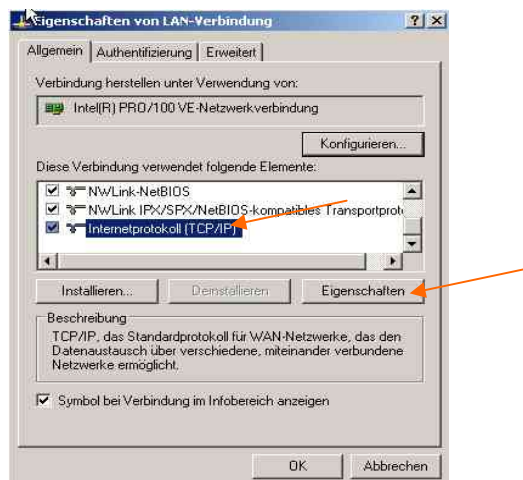 Eigenschaften von LAN-Verbindung
Allgemein Authentifizierung Erweitert
Verbindung herstellen unter Verwendung von:
Intel(R) PRO/100 VE-Netzwerkverbindung
Konfigurieren...
Diese Verbindung verwendet folgende Elemente:
NWLink-NetBIOS
NWLink IPX/SPX/NetBIOS-kompatibles Transportproto
Internetprotokoll (TCP/IP)
Installieren... Deinstallieren Eigenschaften
Beschreibung
TCP/IP, das Standardprotokoll für WAN-Netzwerke, das den
Datenaustausch über verschiedene, miteinander verbundene
Netzwerke ermöglicht.
Symbol bei Verbindung im Infobereich anzeigen
OK Abbrechen